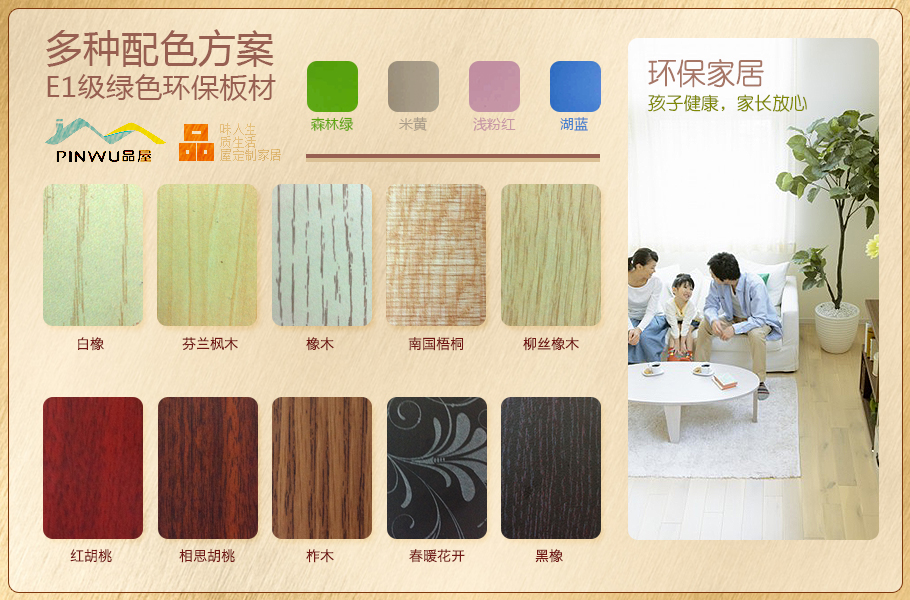 多种配色方案
E1级绿色环保板材
PINWU品屋
味人生
质生活
屋定制家居
森林绿
米黄
浅粉红
湖蓝
环保家居
孩子健康，家长放心
白橡
芬兰枫木
橡木
南国梧桐
柳丝橡木
红胡桃
相思胡桃
柞木
春暖花开
黑橡